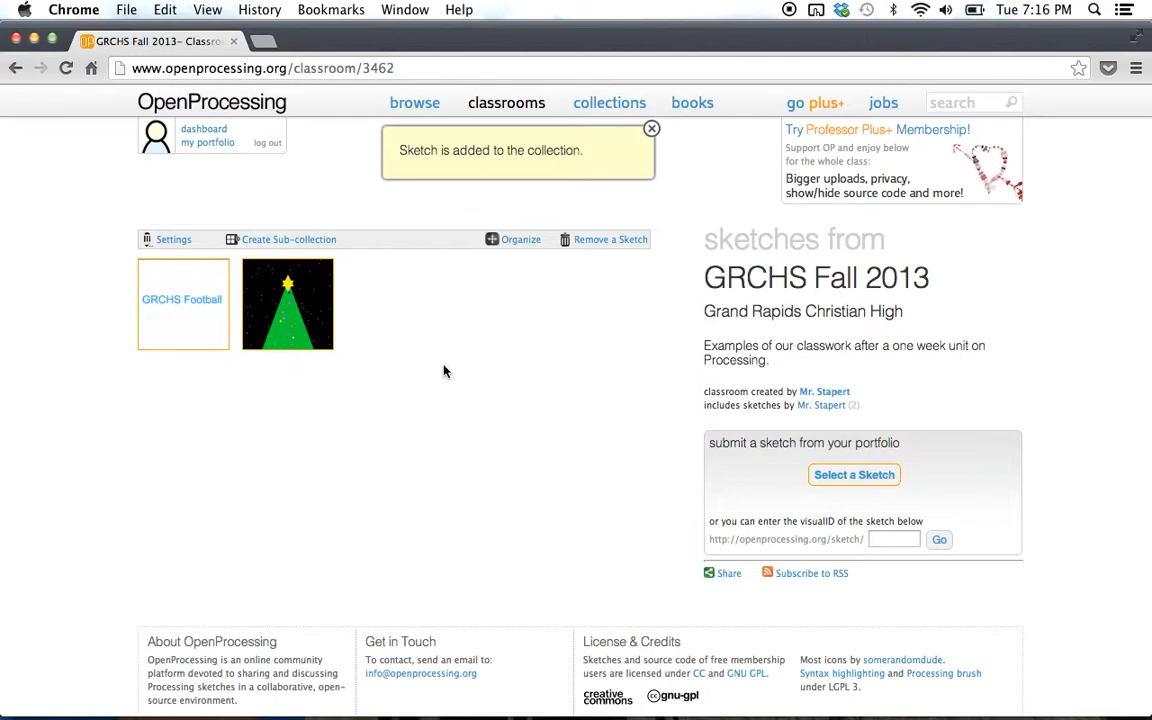 Chrome File Edit View History Bookmarks Window Help Tue 7:16 PM
GRCHS Fall 2013– Classro
www.openprocessing.org/classroom/3462
OpenProcessing browse classrooms collections books go plus+ jobs search
dashboard
my portfolio log out
Sketch is added to the collection.
Try Professor Plus+ Membership!
Support OP and enjoy below
for the whole class:
Bigger uploads, privacy,
show/hide source code and more!
Settings Create Sub-collection Organize Remove a Sketch
GRCHS Football
sketches from
GRCHS Fall 2013
Grand Rapids Christian High
Examples of our classwork after a one week unit on
Processing.
classroom created by Mr. Stapert
includes sketches by Mr. Stapert (2)
submit a sketch from your portfolio
Select a Sketch
or you can enter the visualID of the sketch below
http://openprocessing.org/sketch/ Go
Share Subscribe to RSS
About OpenProcessing
OpenProcessing is an online community
platform devoted to sharing and discussing
Processing sketches in a collaborative, open-
source environment.
Get in Touch
To contact, send an email to:
info@openprocessing.org
License & Credits
Sketches and source code of free membership
users are licensed under CC and GNU GPL.
creative commons gnu-gpl
Most icons by somerandomdude.
Syntax highlighting and Processing brush
under LGPL 3.